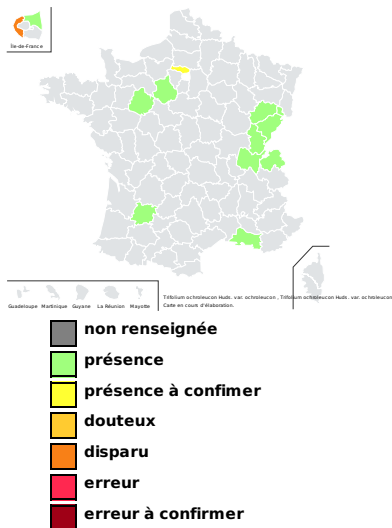 Île-de-France
Guadeloupe Martinique Guyane La Réunion Mayotte
Trifolium ochroleucon Huds. var. ochroleucon , Trifolium ochroleucon Huds. var. ochroleucon
Carte en cours d'élaboration.
non renseignée
présence
présence à confimer
douteux
disparu
erreur
erreur à confirmer